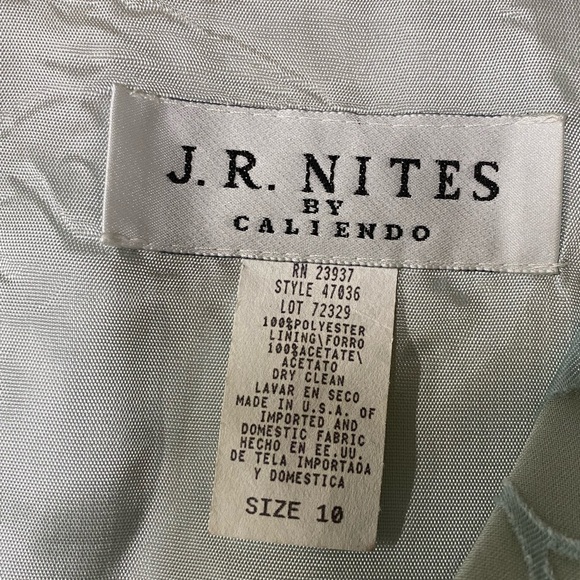 J.R. NITES
BY
CALIENDO
RN 23937
STYLE 47036
LOT 72329
100%POLYESTER
LINING\FORRO
100%ACETATE\
ACETATO
DRY CLEAN
LAVAR EN SECO
MADE IN U.S.A. OF
IMPORTED AND
DOMESTIC FABRIC
HECHO EN EE.UU.
DE TELA IMPORTADA
Y DOMESTICA
SIZE 10